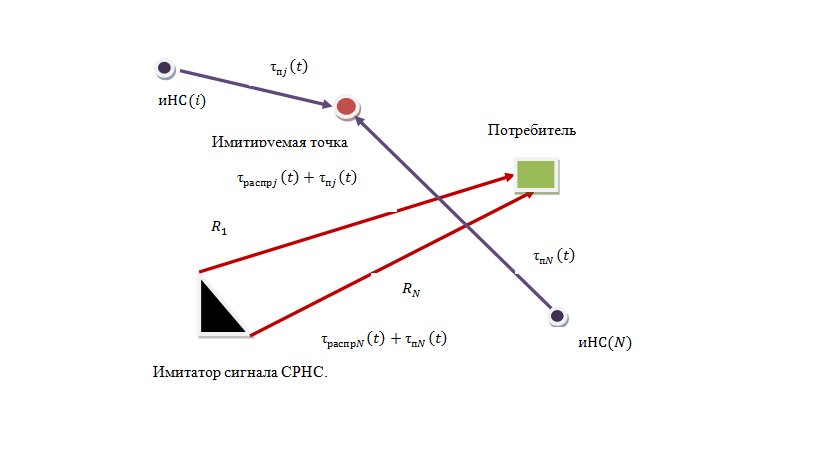 τпj(t)
иНС(i)
Потребитель
Имитируемая точка
τраспрj(t) + τпj(t)
R1
τпN(t)
RN
τраспрN(t) + τпN(t)
иНС(N)
Имитатор сигнала СРНС.